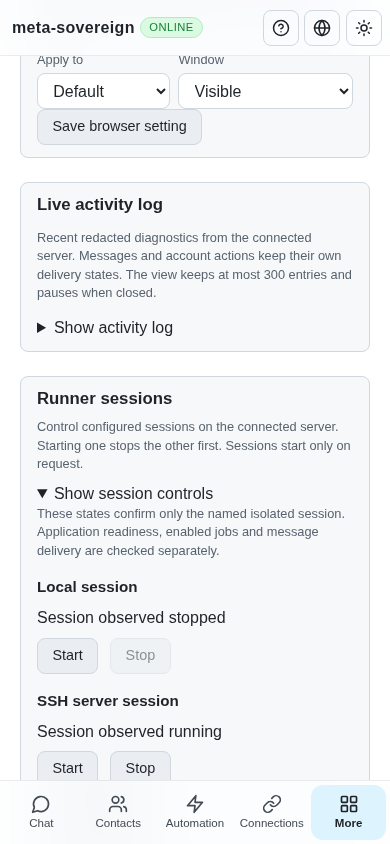 meta-sovereign ONLINE
Apply to Window
Default Visible
Save browser setting
Live activity log
Recent redacted diagnostics from the connected
server. Messages and account actions keep their own
delivery states. The view keeps at most 300 entries and
pauses when closed.
Show activity log
Runner sessions
Control configured sessions on the connected server.
Starting one stops the other first. Sessions start only on
request.
Show session controls
These states confirm only the named isolated session.
Application readiness, enabled jobs and message
delivery are checked separately.
Local session
Session observed stopped
Start Stop
SSH server session
Session observed running
Start Stop
Chat Contacts Automation Connections More